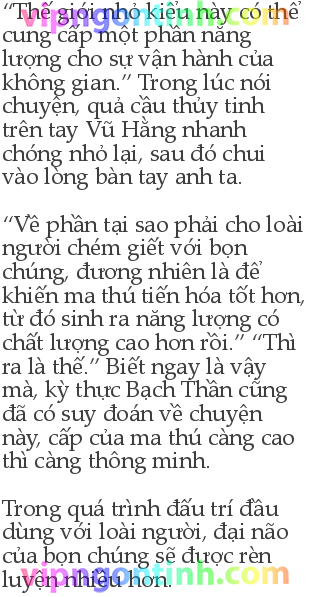 “Thế giới nhỏ kiểu này có thể
cung cấp một phần năng
lượng cho sự vận hành của
không gian.” Trong lúc nói
chuyện, quả cầu thủy tinh
trên tay Vũ Hằng nhanh
chóng nhỏ lại, sau đó chui
vào lòng bàn tay anh ta.

“Về phần tại sao phải cho loài
người chém giết với bọn
chúng, đương nhiên là để
khiến ma thú tiến hóa tốt hơn,
từ đó sinh ra năng lượng có
chất lượng cao hơn rồi.” “Thì
ra là thế.” Biết ngay là vậy
mà, kỳ thực Bạch Thần cũng
đã có suy đoán về chuyện
này, cấp của ma thú càng cao
thì càng thông minh.

Trong quá trình đấu trí đầu
dùng với loài người, đại não
của bọn chúng sẽ được rèn
luyện nhiều hơn.
vipngontinh.com
vipngontinh.com